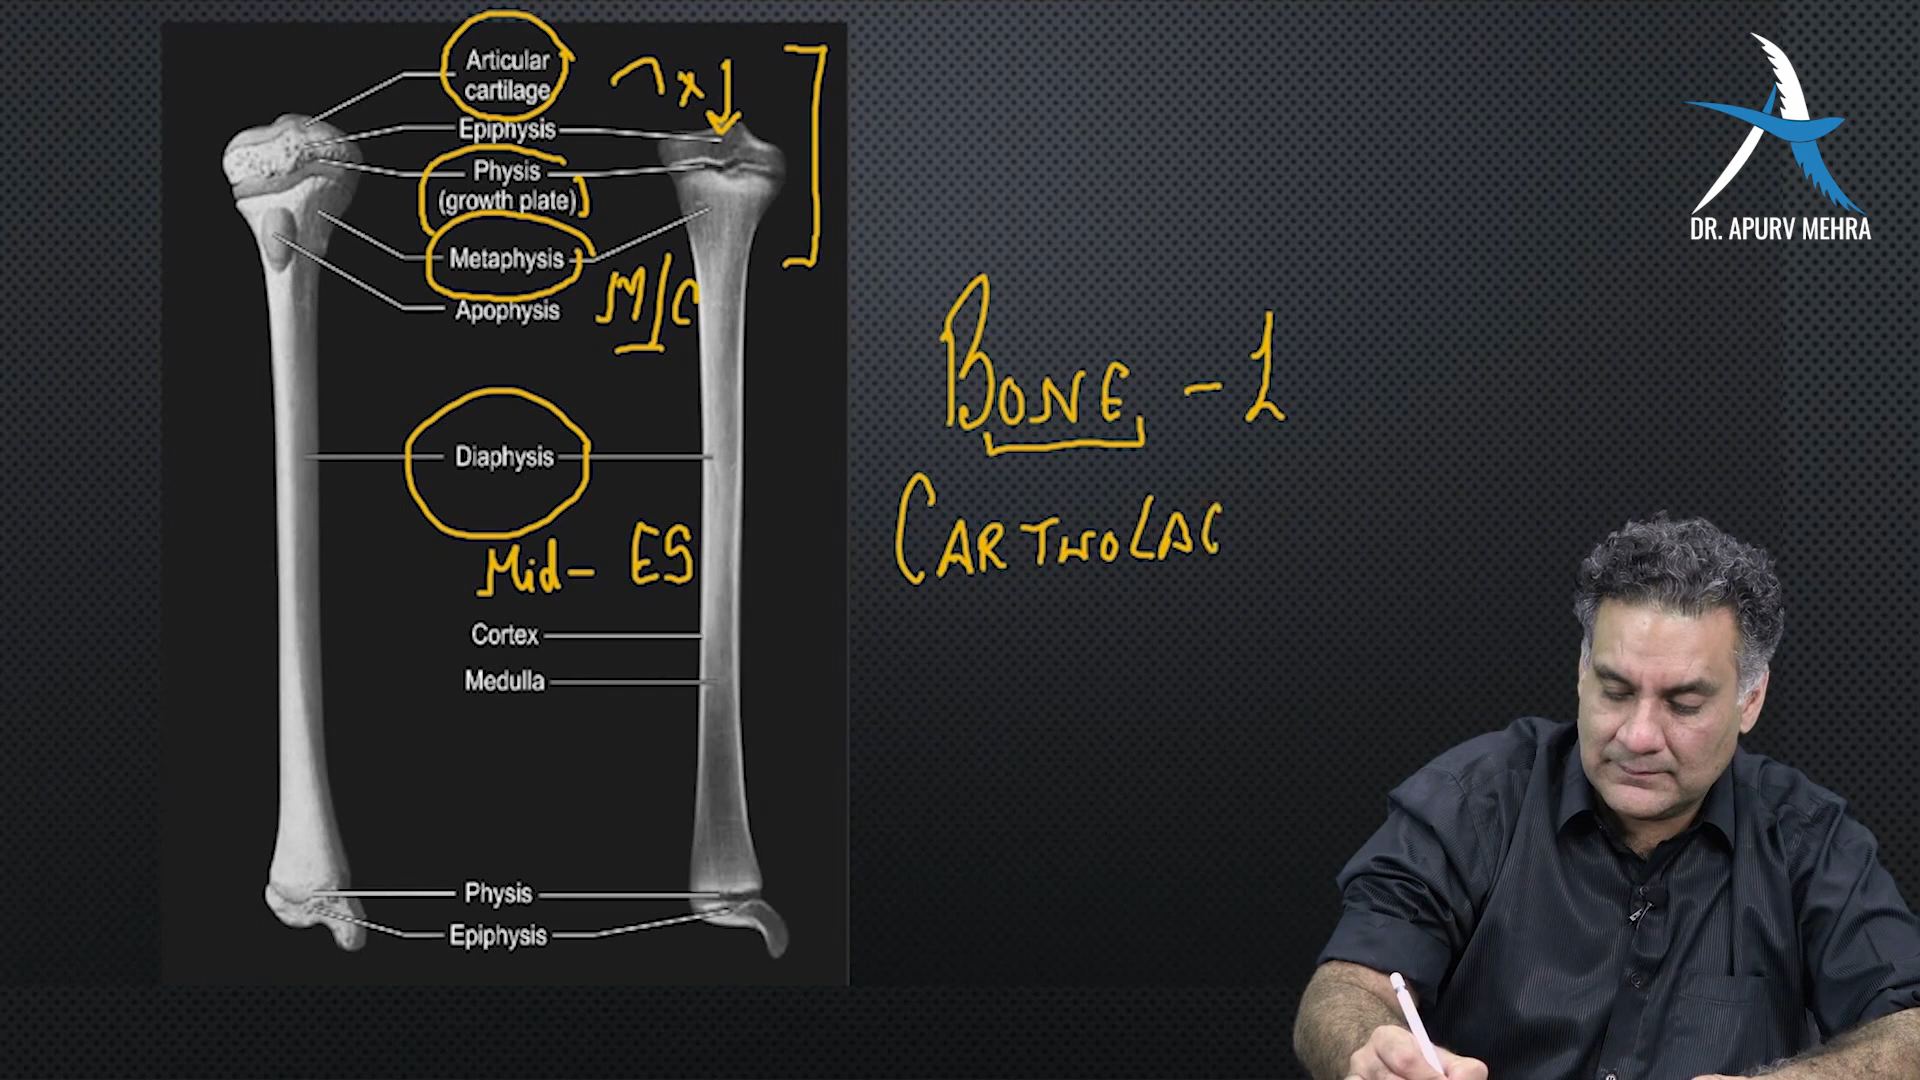 Articular
cartilage
Epiphysis
Physis
(growth plate)
Metaphysis
Apophysis
M/C
Diaphysis
Mid - ES
Cortex
Medulla
Physis
Epiphysis
BONE - 1
DR. APURV MEHRA